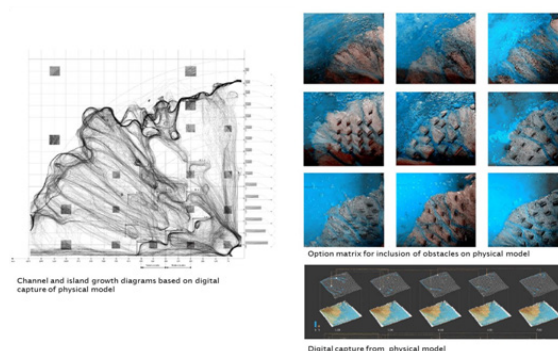 Channel and island growth diagrams based on digital
capture of physical model
Option matrix for inclusion of obstacles on physical model
Digital capture from physical model